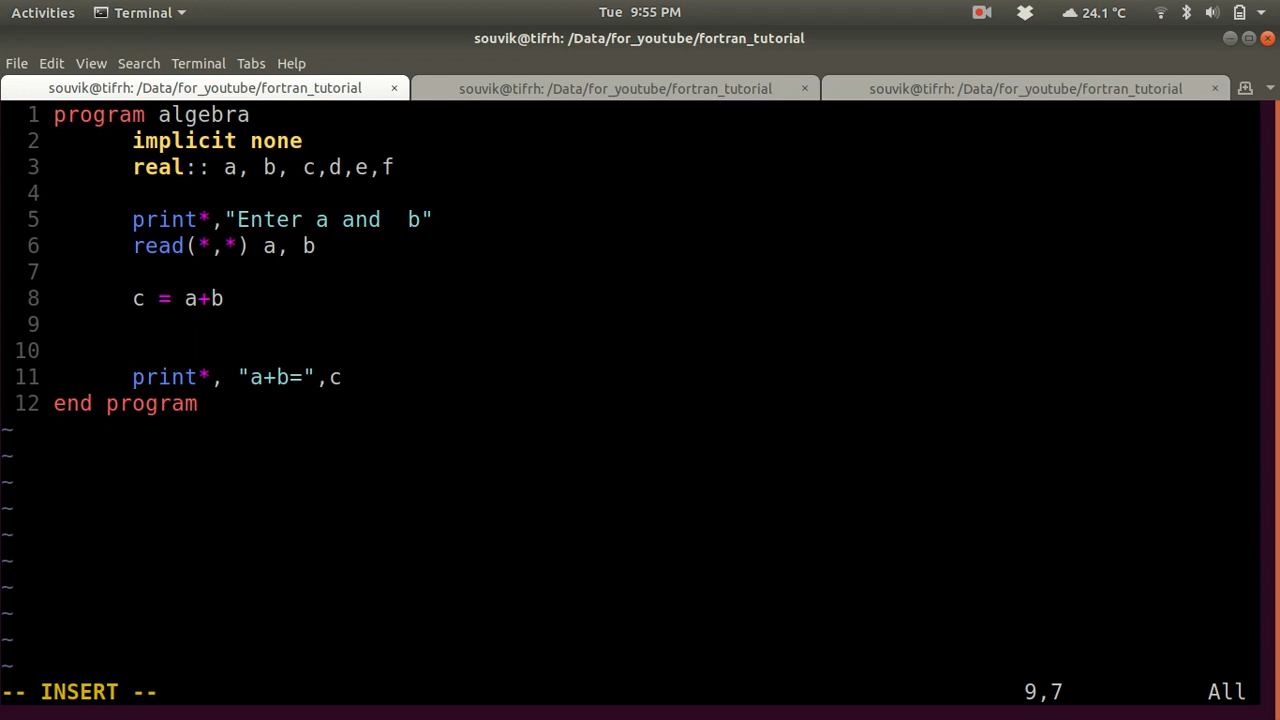 Activities Terminal Tue 9:55 PM 24.1 °C
souvik@tifrh: /Data/for_youtube/fortran_tutorial
File Edit View Search Terminal Tabs Help
souvik@tifrh: /Data/for_youtube/fortran_tutorial × souvik@tifrh: /Data/for_youtube/fortran_tutorial × souvik@tifrh: /Data/for_youtube/fortran_tutorial ×
1 program algebra
2       implicit none
3       real:: a, b, c,d,e,f
4
5       print*,"Enter a and  b"
6       read(*,*) a, b
7
8       c = a+b
9
10
11       print*, "a+b=",c
12 end program
~
~
~
~
~
~
~
~
~
~
-- INSERT -- 9,7 All